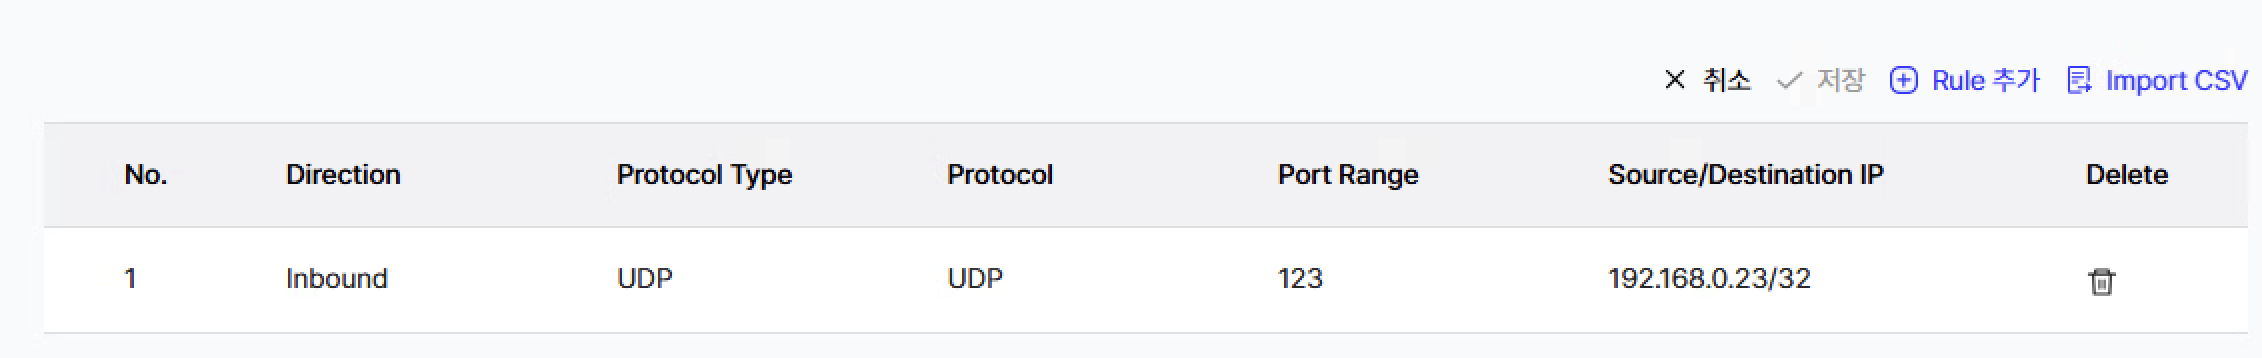 취소 저장 Rule 추가 Import CSV
No. Direction Protocol Type Protocol Port Range Source/Destination IP Delete
1 Inbound UDP UDP 123 192.168.0.23/32